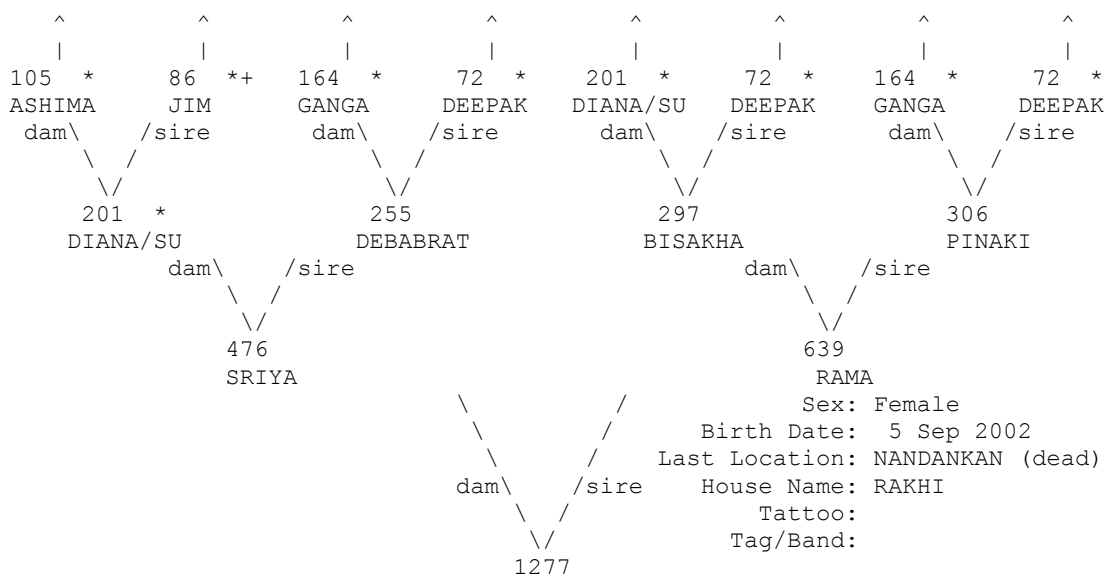 ^ ^ ^ ^ ^ ^ ^ ^
| | | | | | | |
105 * 86 *+ 164 * 72 * 201 * 72 * 164 * 72 *
ASHIMA JIM GANGA DEEPAK DIANA/SU DEEPAK GANGA DEEPAK
dam\ /sire dam\ /sire dam\ /sire dam\ /sire
\ / \ / \ / \ /
\/ \/ \/ \/
201 * 255 297 306
DIANA/SU DEBABRAT BISAKHA PINAKI
dam\ /sire dam\ /sire
\ / \ /
\/ \/
476 639
SRIYA RAMA
\ / Sex: Female
\ / Birth Date: 5 Sep 2002
\ / Last Location: NANDANKAN (dead)
dam\ /sire House Name: RAKHI
\ / Tattoo:
\/ Tag/Band:
1277